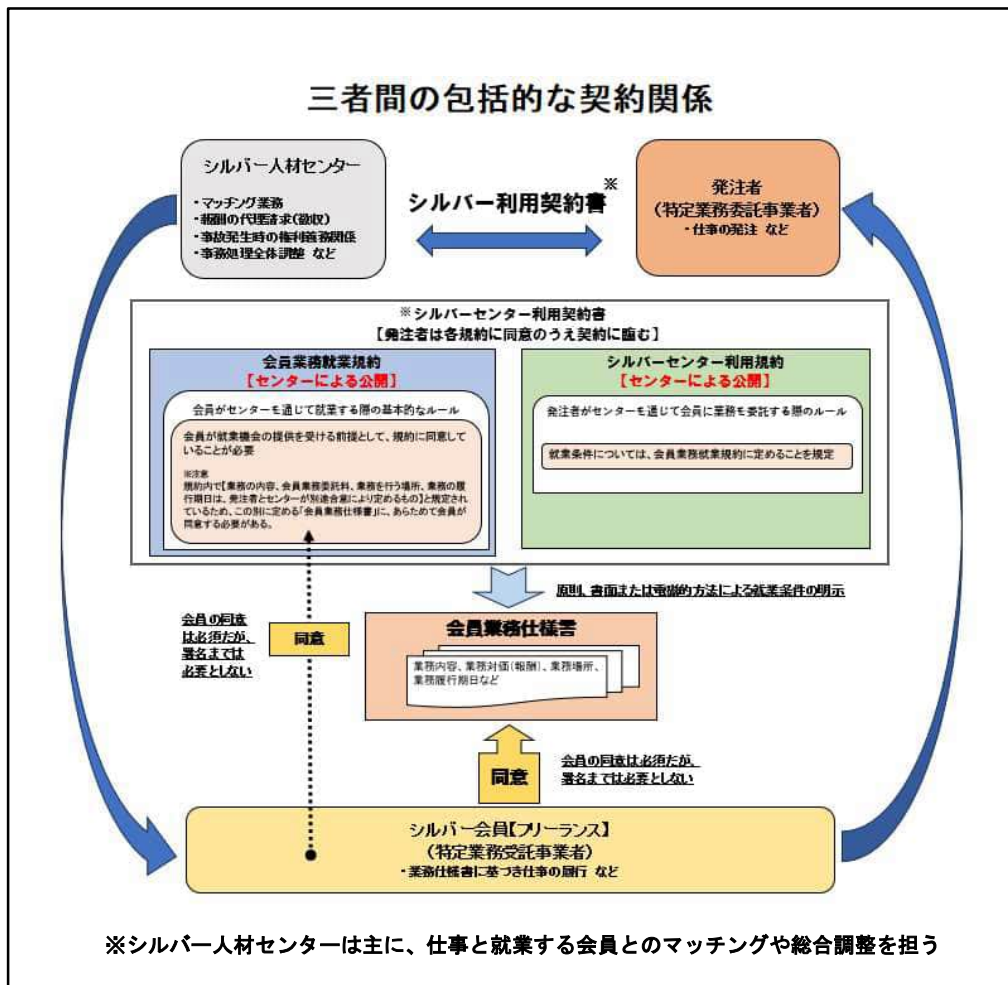 三者間の包括的な契約関係
シルバー人材センター
・マッチング業務
・報酬の代理請求(徴収)
・事故発生時の権利義務関係
・事務処理全体調整 など
シルバー利用契約書※
発注者
(特定業務委託事業者)
・仕事の発注 など
※シルバーセンター利用契約書
【発注者は各規約に同意のうえ契約に臨む】
会員業務就業規約
【センターによる公開】
会員がセンターを通じて就業する際の基本的なルール
会員が就業機会の提供を受ける前提として、規約に同意して
いることが必要
※注意
規約内で【業務の内容、会員業務委託料、業務を行う場所、業務の履
行期日は、発注者とセンターが別途合意により定めるもの】と規定され
ているため、この別に定める「会員業務仕様書」に、あらためて会員が
同意する必要がある。
シルバーセンター利用規約
【センターによる公開】
発注者がセンターを通じて会員に業務を委託する際のルール
就業条件については、会員業務就業規約に定めることを規定
原則、書面または電磁的方法による就業条件の明示
会員の同意
は必須だが、
署名までは
必要としない
同意
会員業務仕様書
業務内容、業務対価(報酬)、業務場所、
業務履行期日など
同意
会員の同意は必須だが、
署名までは必要としない
シルバー会員【フリーランス】
(特定業務受託事業者)
・業務仕様書に基づき仕事の履行 など
※シルバー人材センターは主に、仕事と就業する会員とのマッチングや総合調整を担う